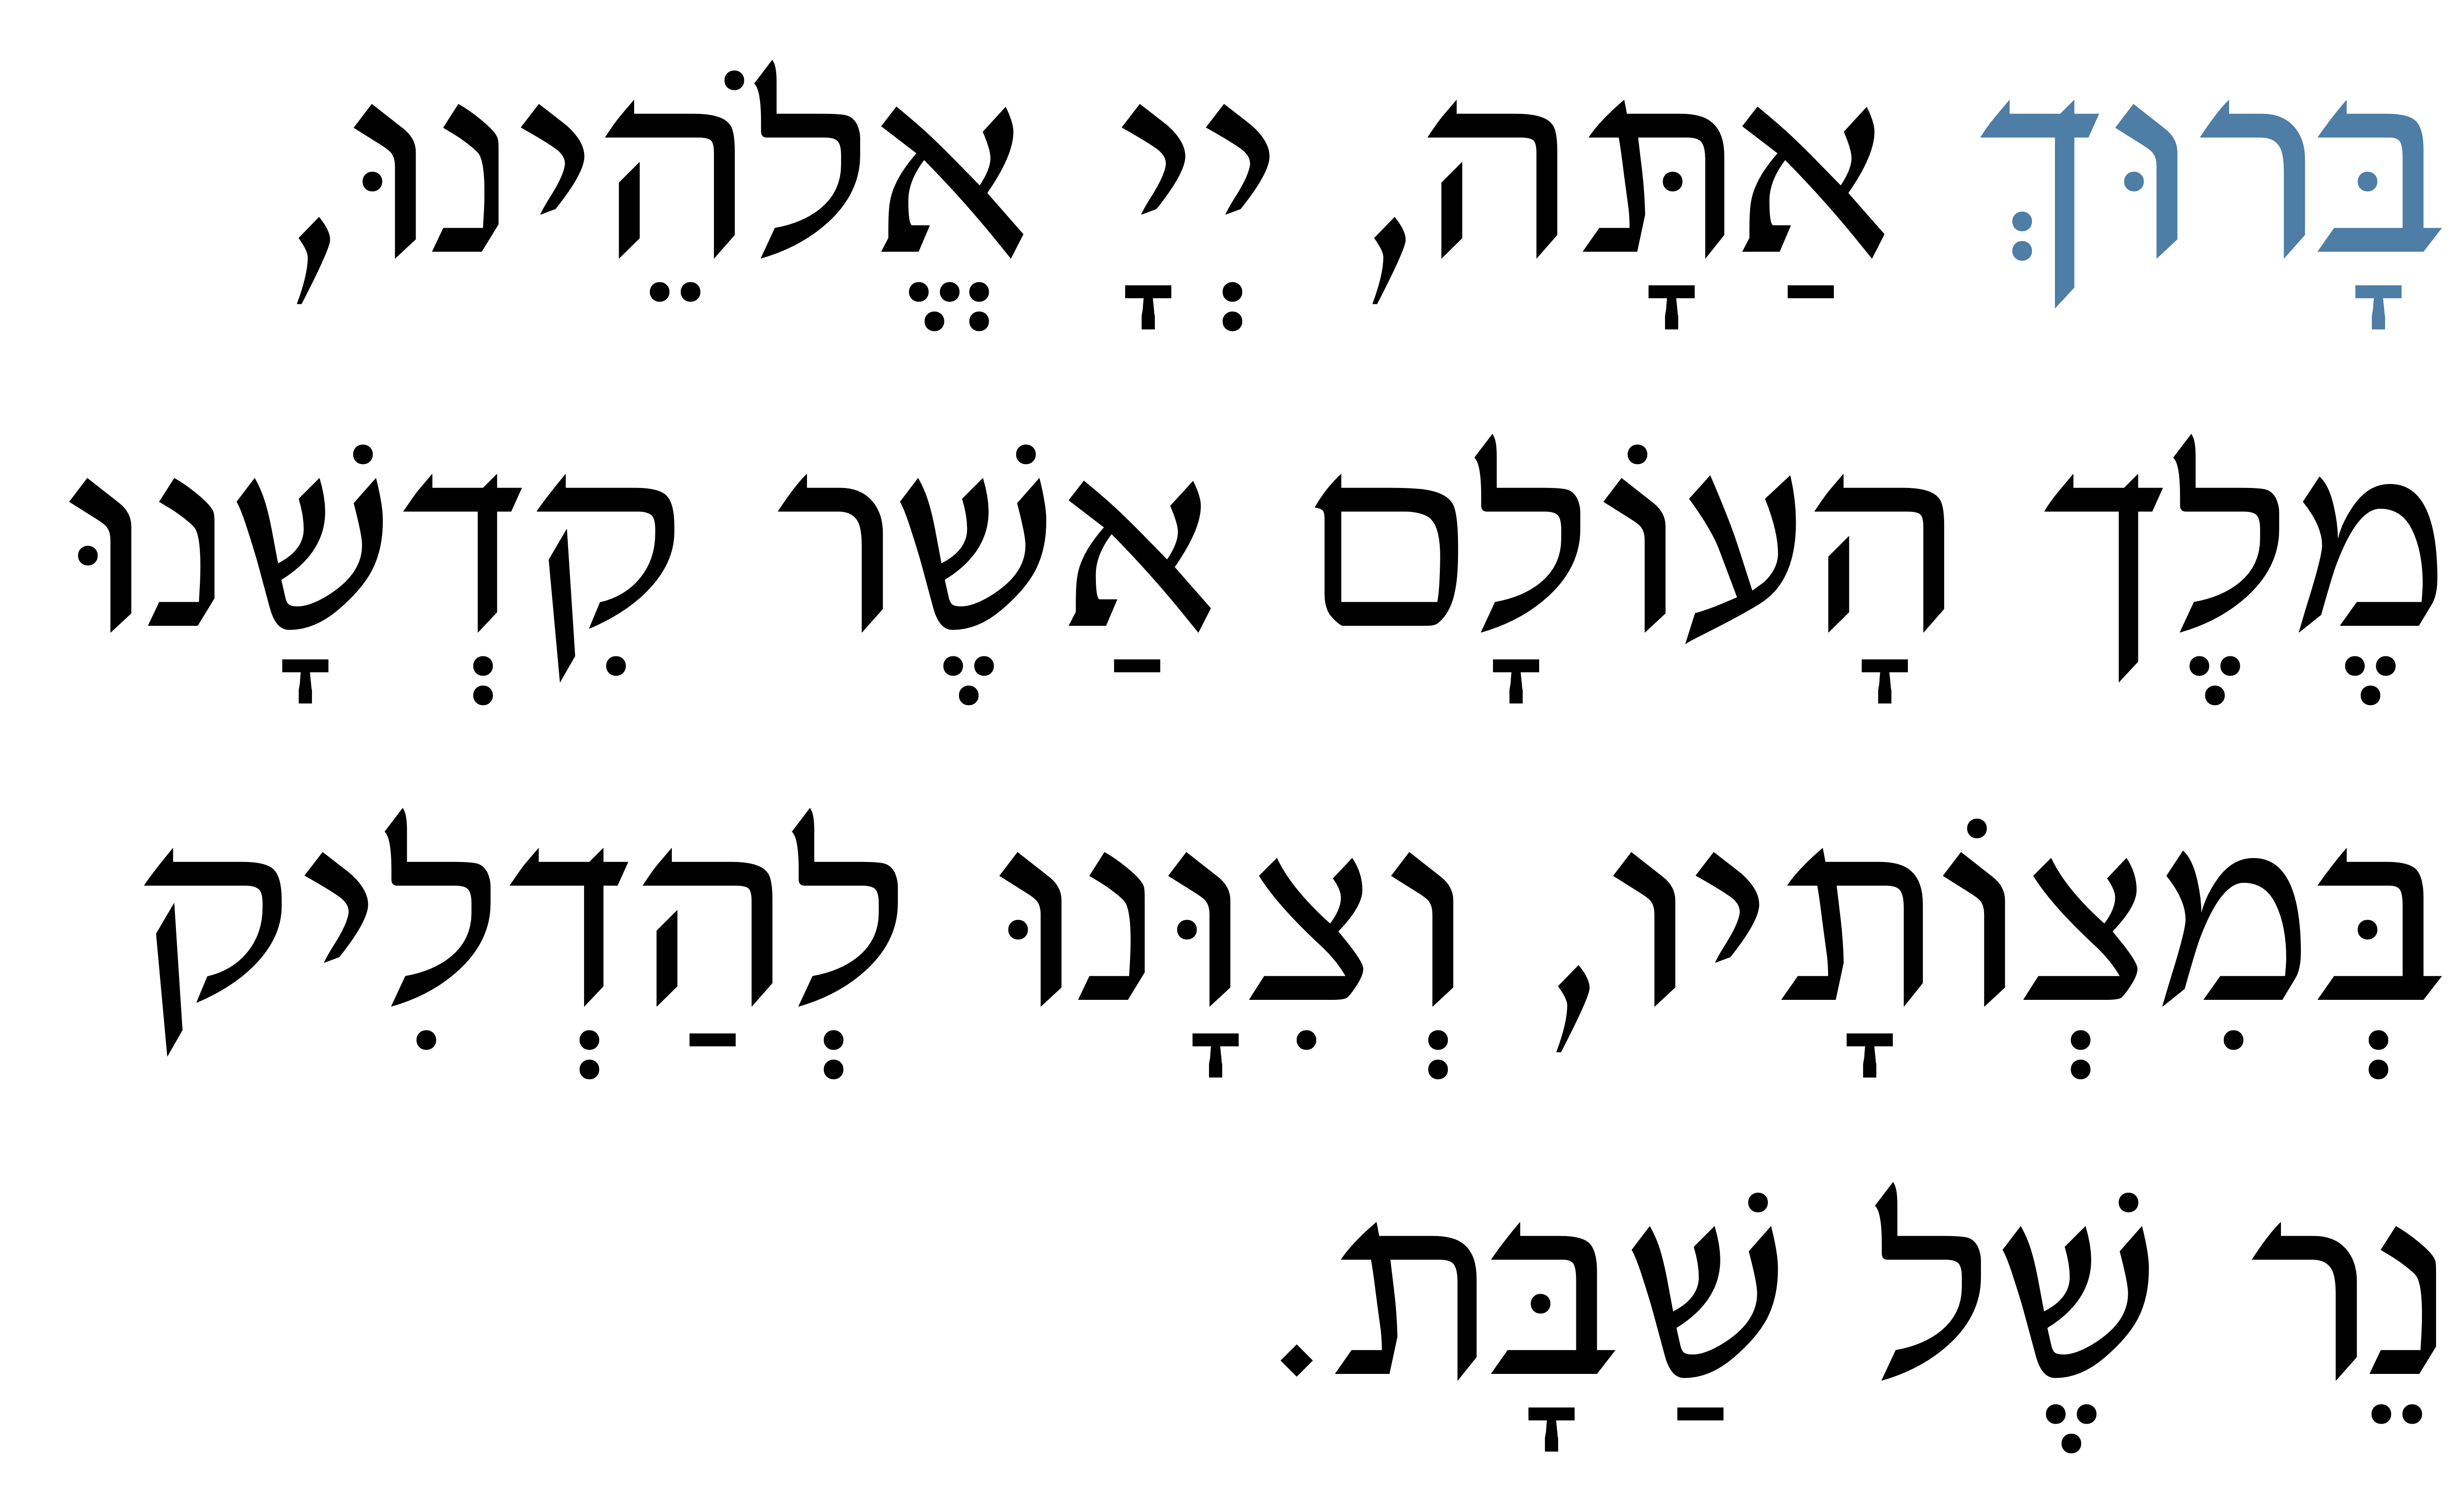 בָּרוּךְ אַתָּה, יְיָ אֱלֹהֵינוּ,
מֶלֶך הָעוֹלָם אַשֶׁר קִדְשָׁנוּ
בְּמִצְוֹתָיו, וְצִוָּנוּ לְהַדְלִיק
נֵר שֶׁל שַׁבָּת.